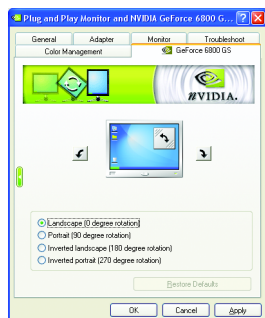 Plug and Play Monitor and NVIDIA GeForce 6800 G...
General Adapter Monitor Troubleshoot
Color Management GeForce 6800 GS
NVIDIA.
Landscape (0 degree rotation)
Portrait (90 degree rotation)
Inverted landscape (180 degree rotation)
Inverted portrait (270 degree rotation)
Restore Defaults
OK Cancel Apply